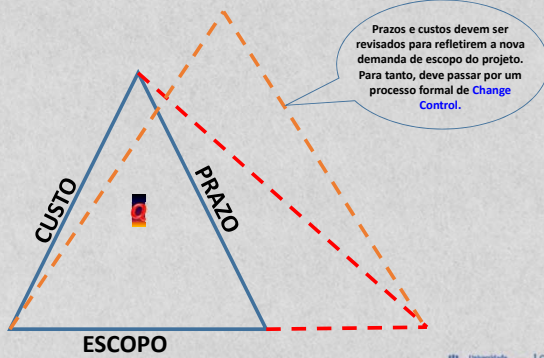 Prazos e custos devem ser
revisados para refletirem a nova
demanda de escopo do projeto.
Para tanto, deve passar por um
processo formal de Change
Control.
CUSTO
PRAZO
ESCOPO